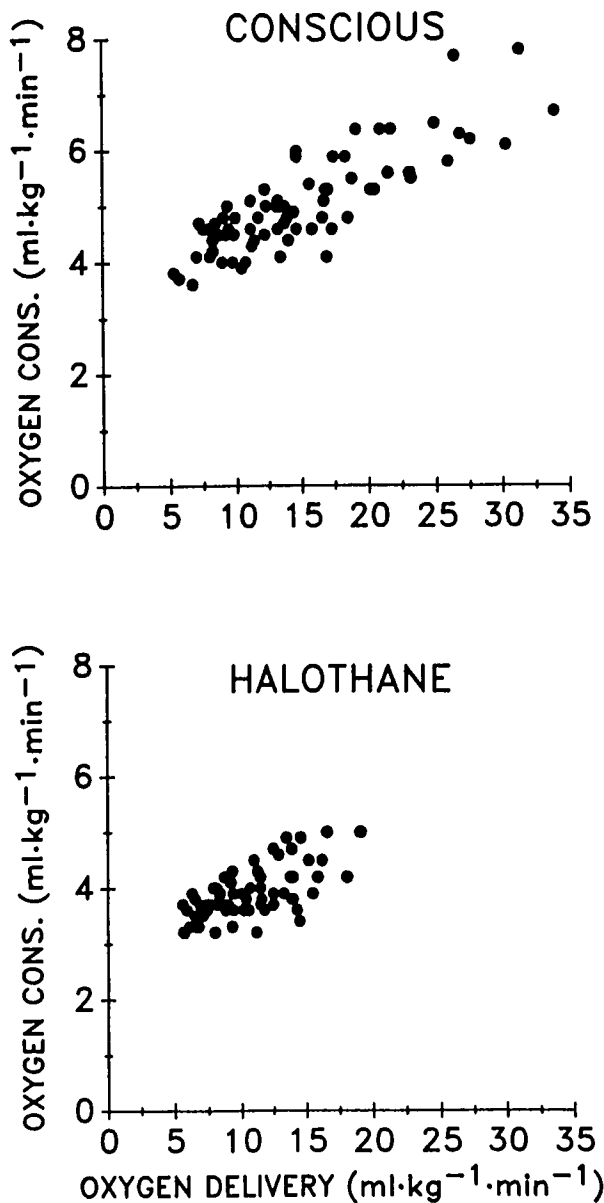 CONSCIOUS
OXYGEN CONS. (ml·kg⁻¹·min⁻¹)
8
6
4
2
0
0 5 10 15 20 25 30 35
HALOTHANE
OXYGEN CONS. (ml·kg⁻¹·min⁻¹)
8
6
4
2
0
0 5 10 15 20 25 30 35
OXYGEN DELIVERY (ml·kg⁻¹·min⁻¹)